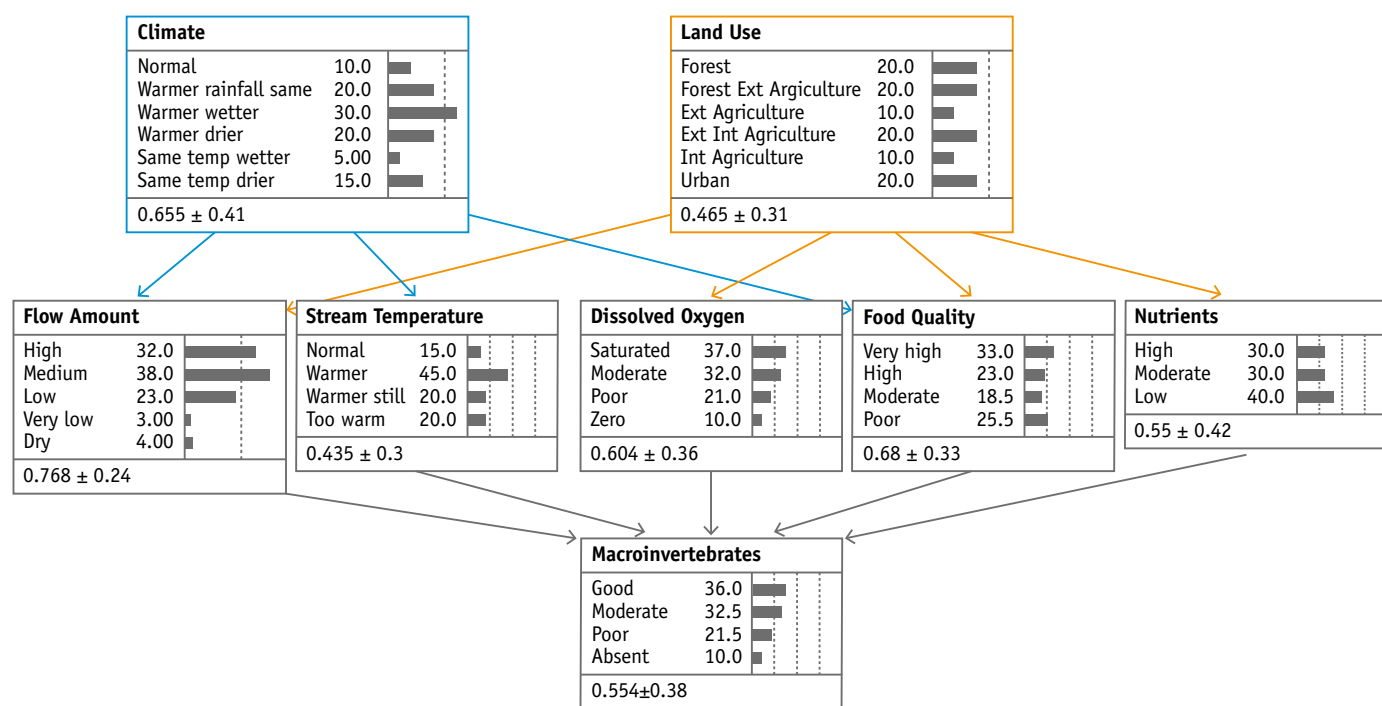 Climate
Normal 10.0
Warmer rainfall same 20.0
Warmer wetter 30.0
Warmer drier 20.0
Same temp wetter 5.00
Same temp drier 15.0
0.655 ± 0.41
Land Use
Forest 20.0
Forest Ext Argiculture 20.0
Ext Agriculture 10.0
Ext Int Agriculture 20.0
Int Agriculture 10.0
Urban 20.0
0.465 ± 0.31
Flow Amount
High 32.0
Medium 38.0
Low 23.0
Very low 3.00
Dry 4.00
0.768 ± 0.24
Stream Temperature
Normal 15.0
Warmer 45.0
Warmer still 20.0
Too warm 20.0
0.435 ± 0.3
Dissolved Oxygen
Saturated 37.0
Moderate 32.0
Poor 21.0
Zero 10.0
0.604 ± 0.36
Food Quality
Very high 33.0
High 23.0
Moderate 18.5
Poor 25.5
0.68 ± 0.33
Nutrients
High 30.0
Moderate 30.0
Low 40.0
0.55 ± 0.42
Macroinvertebrates
Good 36.0
Moderate 32.5
Poor 21.5
Absent 10.0
0.554±0.38